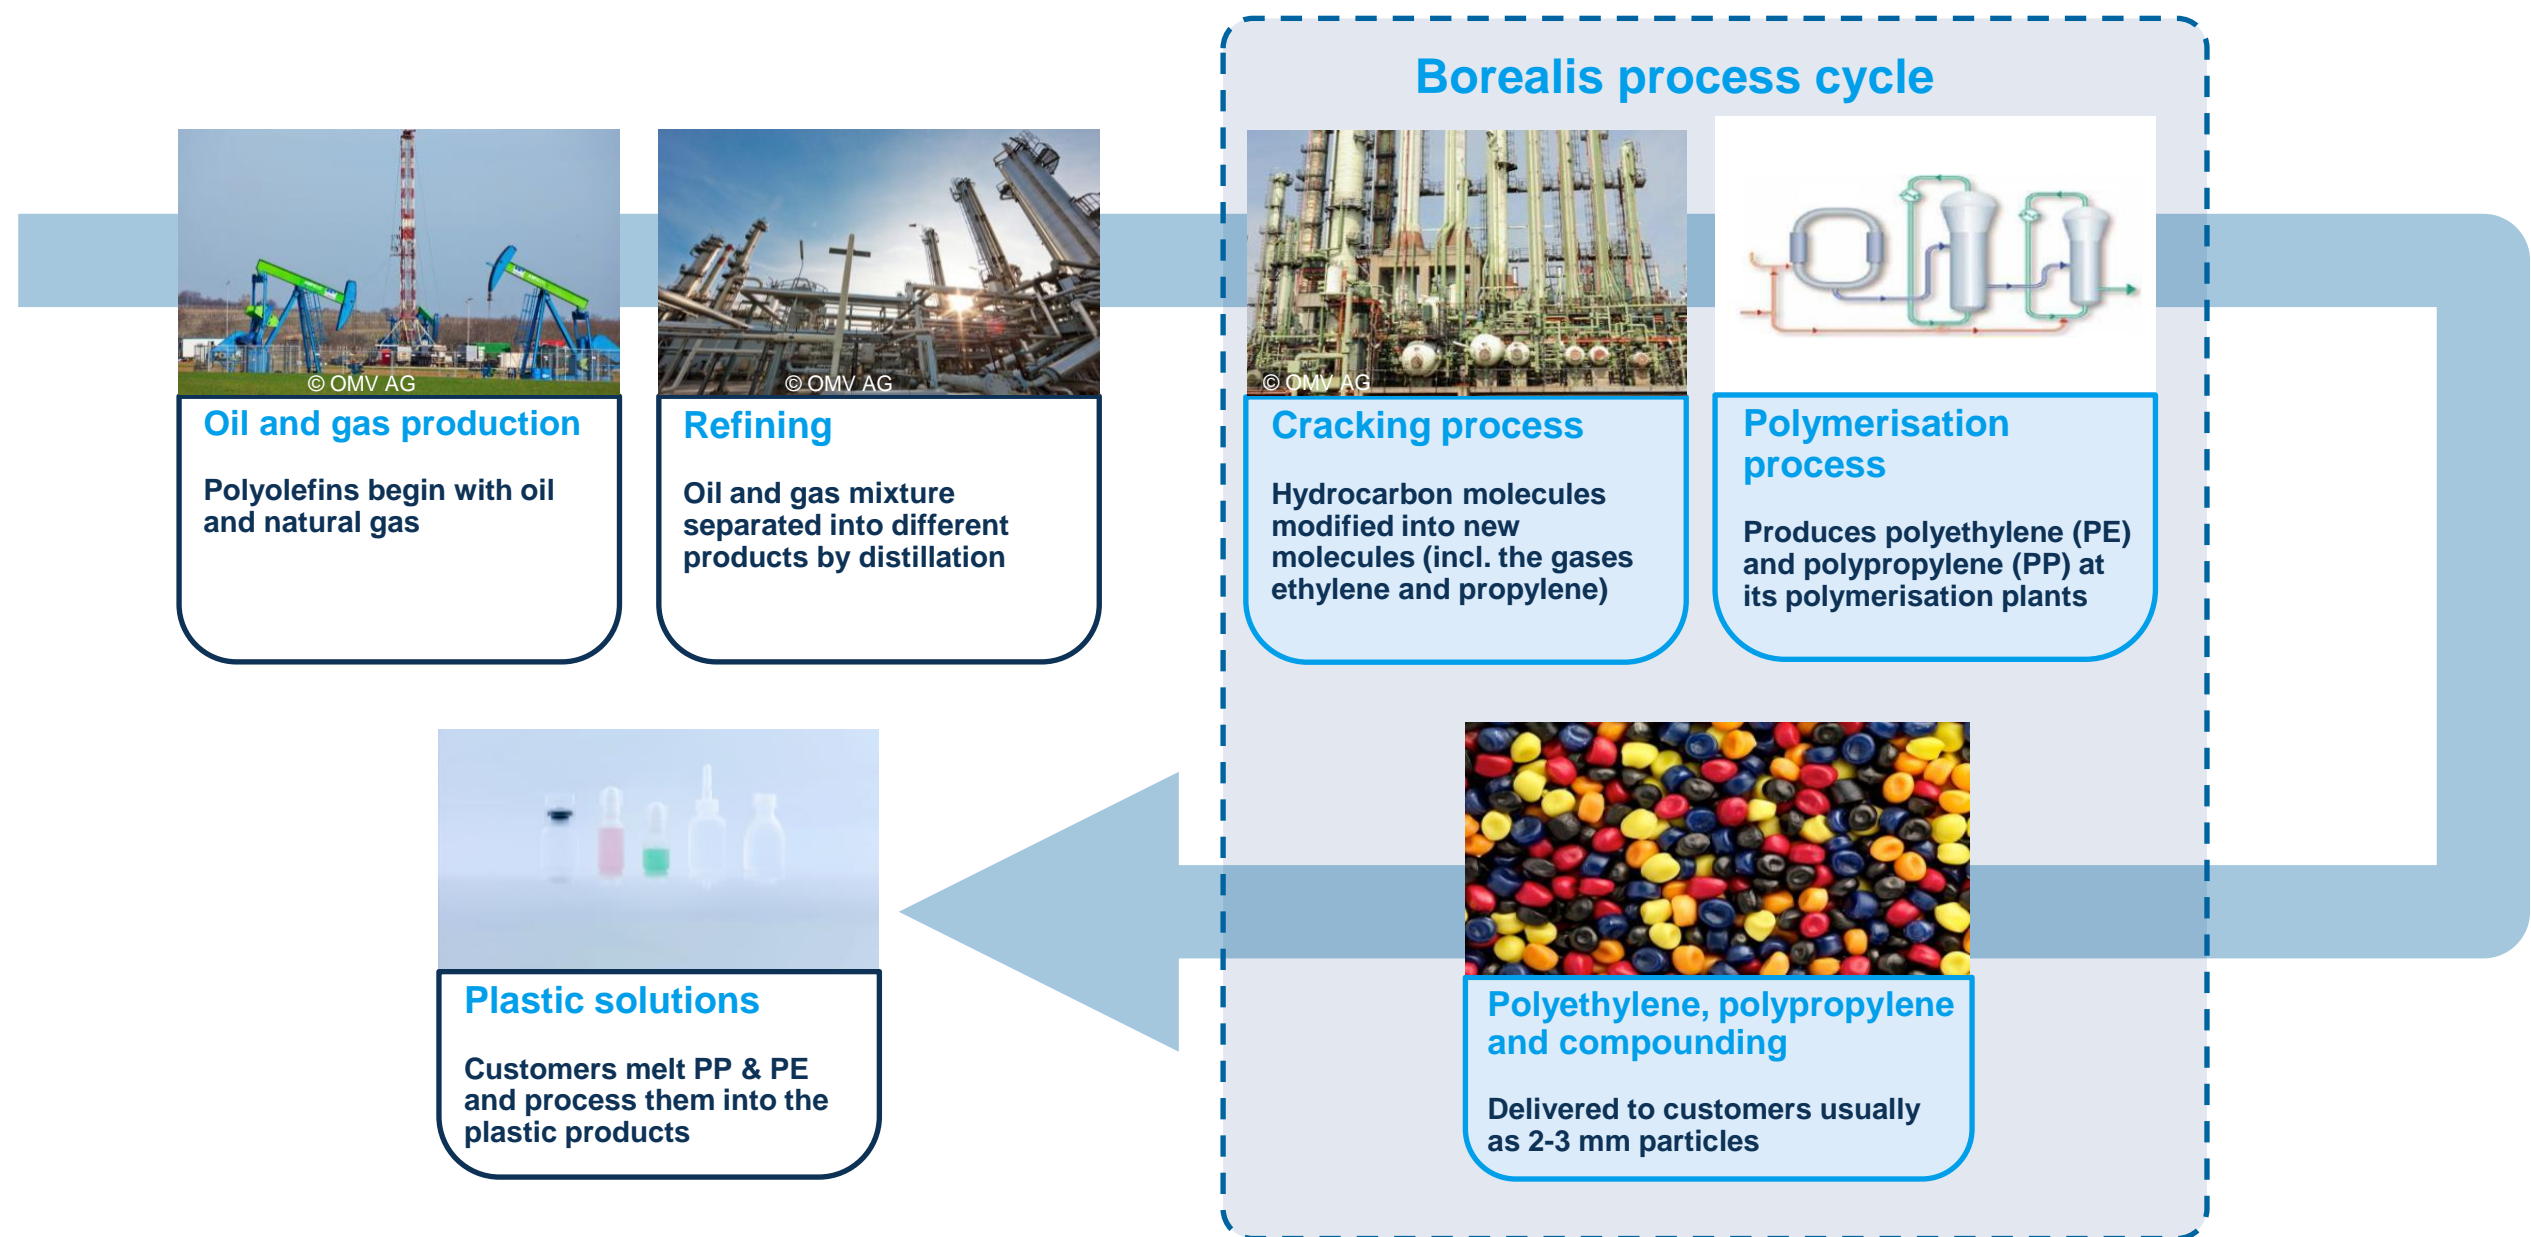 Borealis process cycle
© OMV AG
© OMV AG
© OMV AG
Oil and gas production
Polyolefins begin with oil
and natural gas
Refining
Oil and gas mixture
separated into different
products by distillation
Cracking process
Hydrocarbon molecules
modified into new
molecules (incl. the gases
ethylene and propylene)
Polymerisation
process
Produces polyethylene (PE)
and polypropylene (PP) at
its polymerisation plants
Plastic solutions
Customers melt PP & PE
and process them into the
plastic products
Polyethylene, polypropylene
and compounding
Delivered to customers usually
as 2-3 mm particles